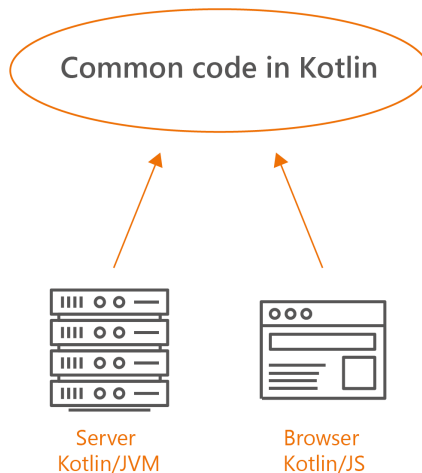 Common code in Kotlin
Server
Kotlin/JVM
Browser
Kotlin/JS